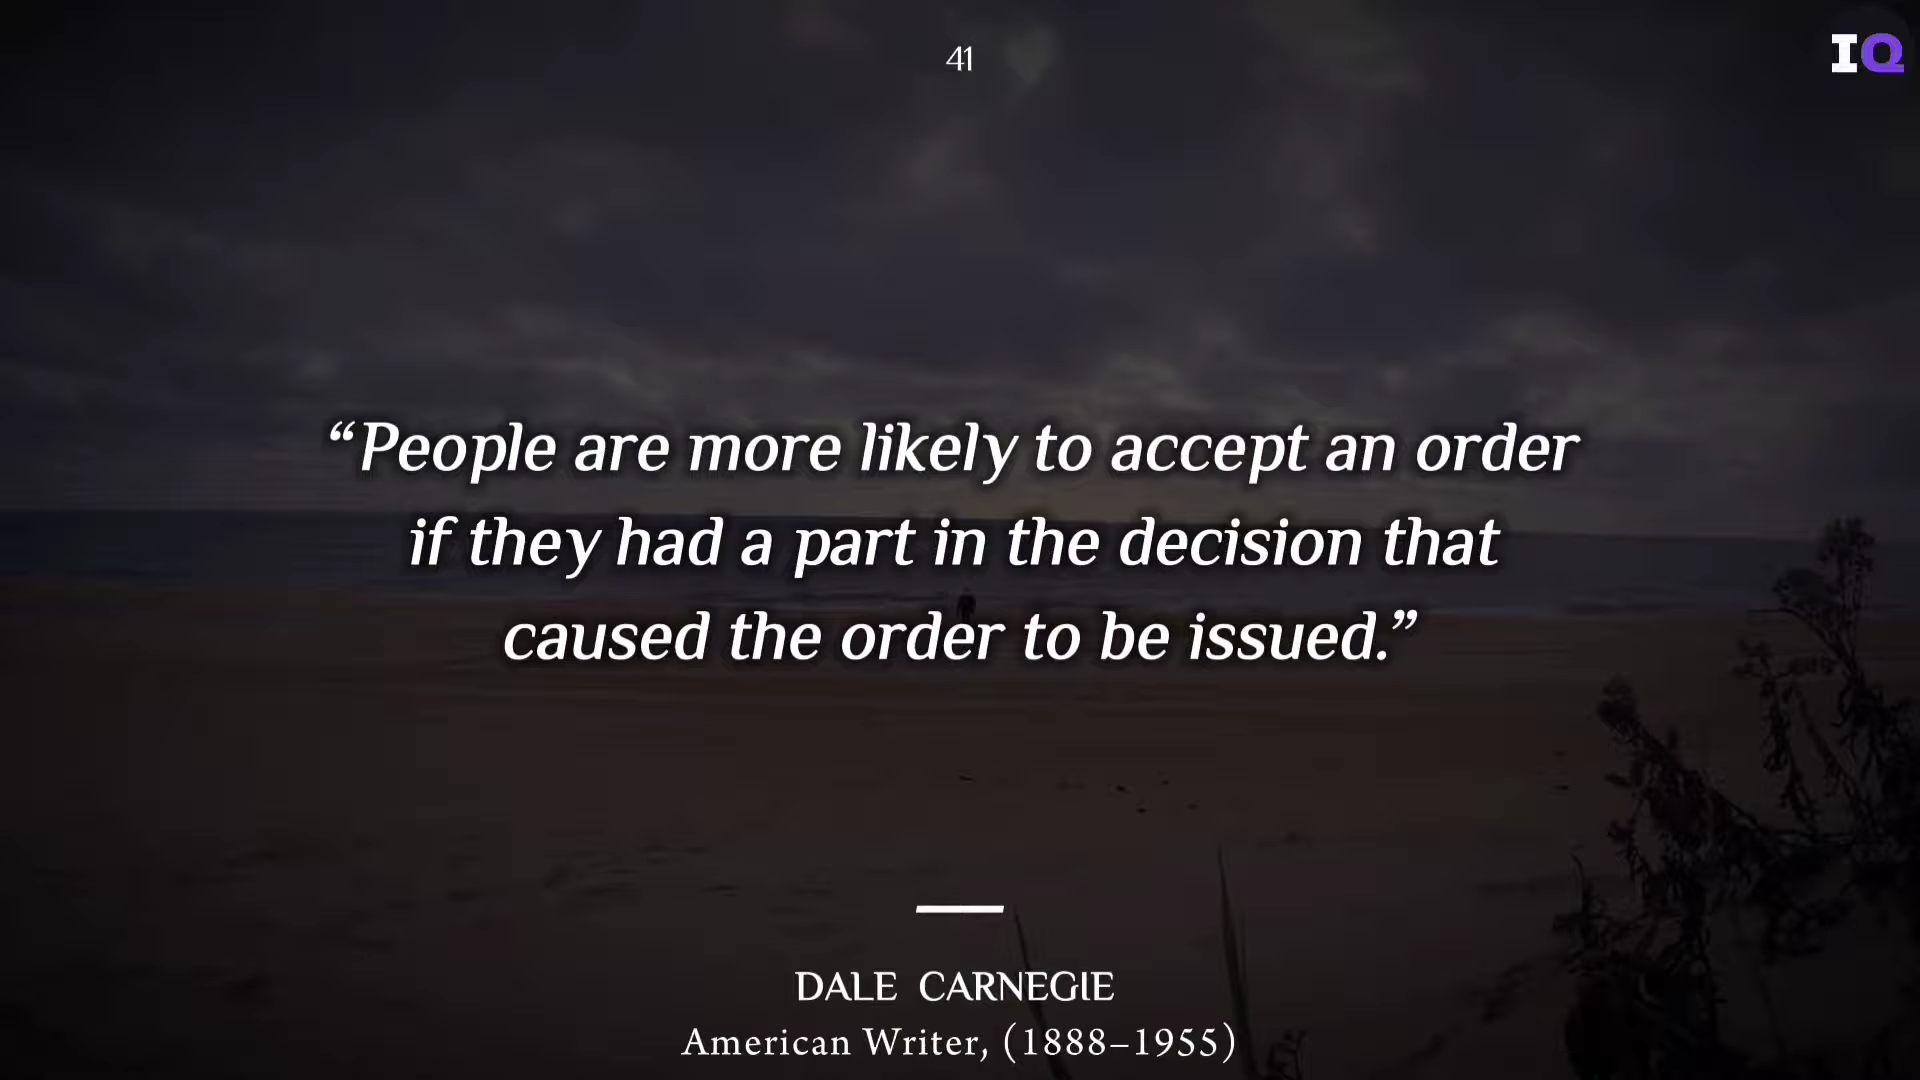 41
IQ
“People are more likely to accept an order
if they had a part in the decision that
caused the order to be issued.”
DALE CARNEGIE
American Writer, (1888–1955)